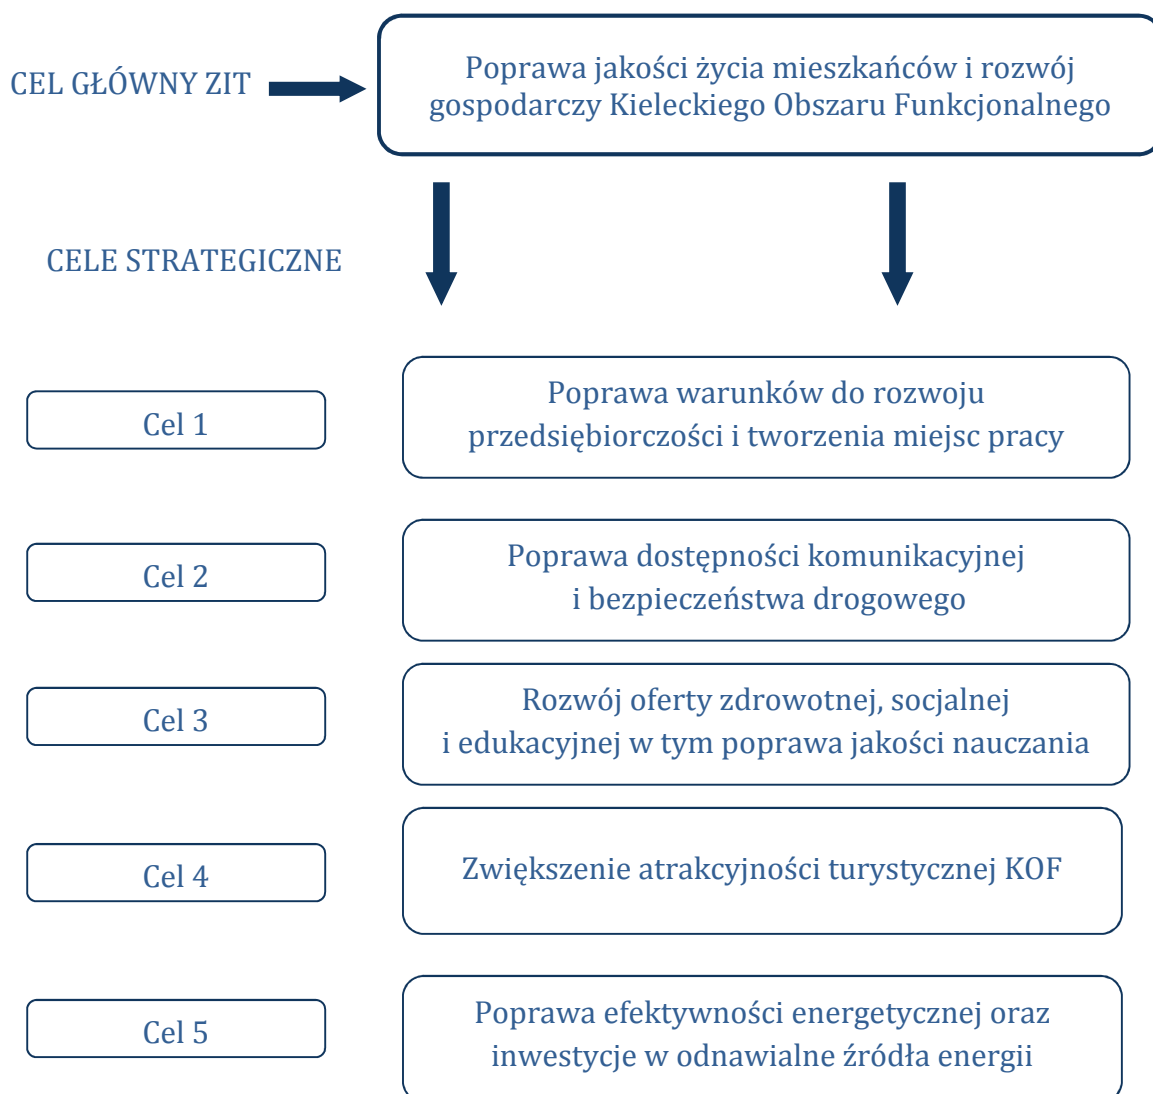 CEL GŁÓWNY ZIT
Poprawa jakości życia mieszkańców i rozwój
gospodarczy Kieleckiego Obszaru Funkcjonalnego
CELE STRATEGICZNE
Cel 1
Poprawa warunków do rozwoju
przedsiębiorczości i tworzenia miejsc pracy
Cel 2
Poprawa dostępności komunikacyjnej
i bezpieczeństwa drogowego
Cel 3
Rozwój oferty zdrowotnej, socjalnej
i edukacyjnej w tym poprawa jakości nauczania
Cel 4
Zwiększenie atrakcyjności turystycznej KOF
Cel 5
Poprawa efektywności energetycznej oraz
inwestycje w odnawialne źródła energii